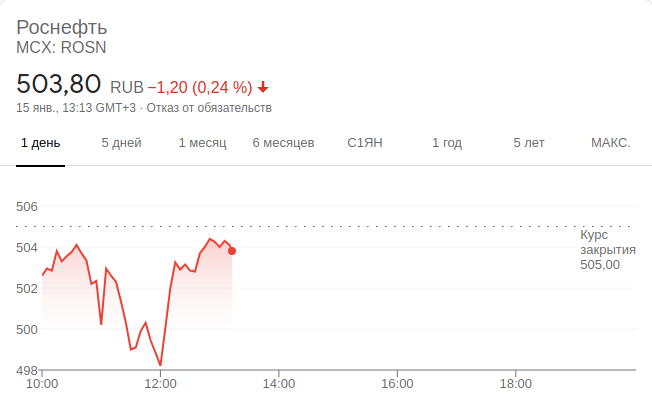 Роснефть
MCX: ROSN
503,80 RUB −1,20 (0,24 %)
15 янв., 13:13 GMT+3 · Отказ от обязательств
1 день 5 дней 1 месяц 6 месяцев С1ЯН 1 год 5 лет МАКС.
506
504
502
500
498
Курс
закрытия
505,00
10:00 12:00 14:00 16:00 18:00